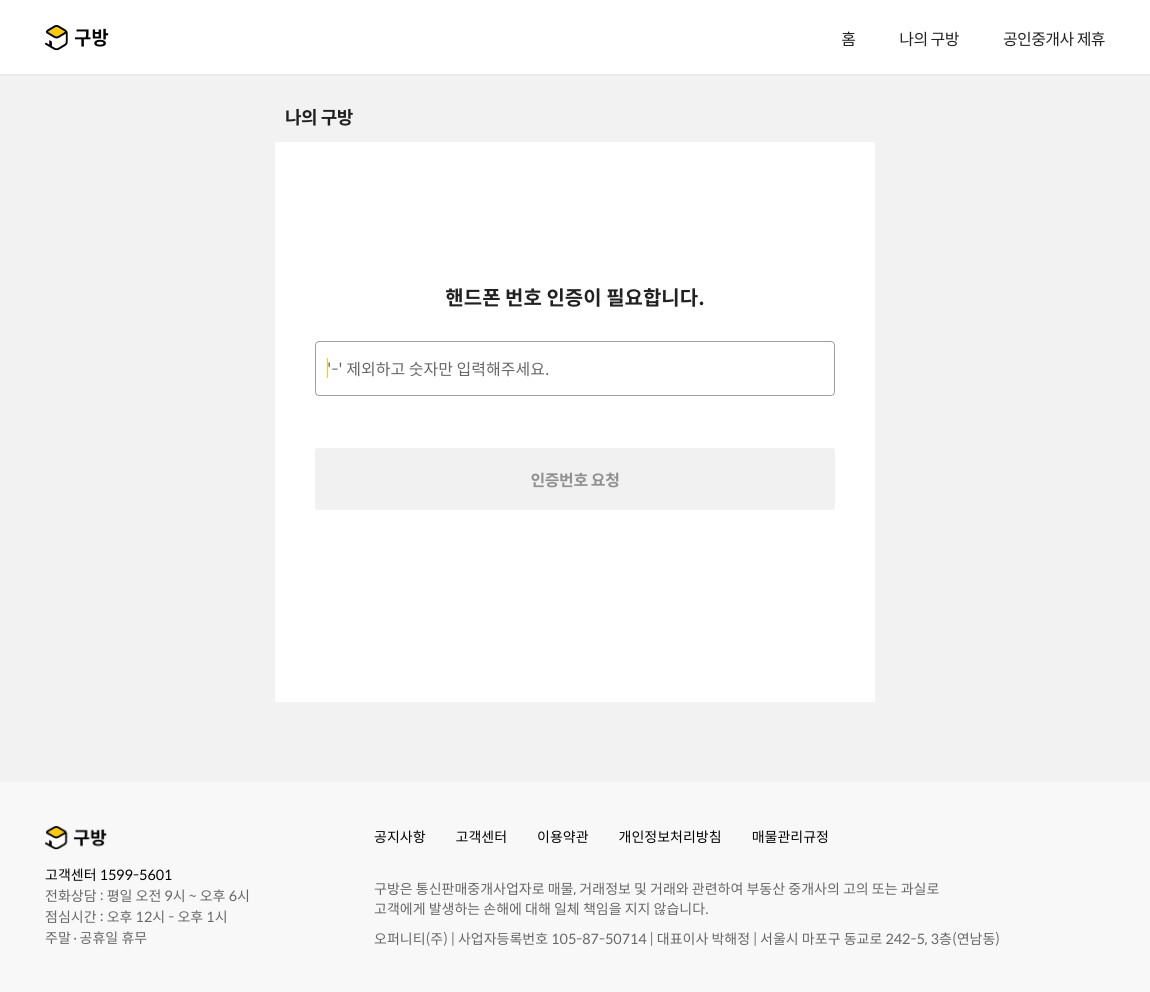 구방
홈
나의 구방
공인중개사 제휴
나의 구방
핸드폰 번호 인증이 필요합니다.
'-' 제외하고 숫자만 입력해주세요.
인증번호 요청
구방
고객센터 1599-5601
전화상담 : 평일 오전 9시 ~ 오후 6시
점심시간 : 오후 12시 - 오후 1시
주말 · 공휴일 휴무
공지사항
고객센터
이용약관
개인정보처리방침
매물관리규정
구방은 통신판매중개사업자로 매물, 거래정보 및 거래와 관련하여 부동산 중개사의 고의 또는 과실로
고객에게 발생하는 손해에 대해 일체 책임을 지지 않습니다.
오퍼니티(주) | 사업자등록번호 105-87-50714 | 대표이사 박해정 | 서울시 마포구 동교로 242-5, 3층(연남동)